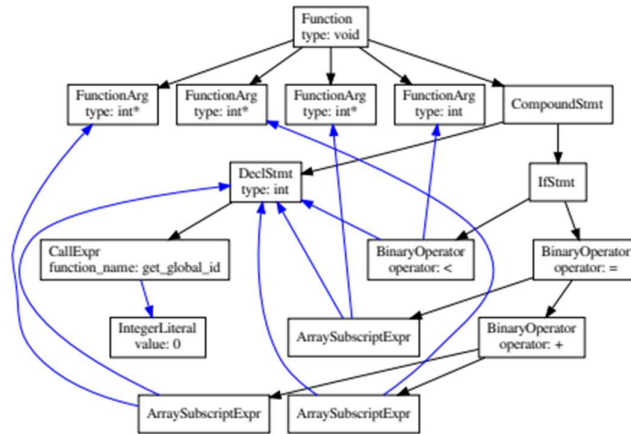 Function
type: void
FunctionArg
type: int*
FunctionArg
type: int*
FunctionArg
type: int*
FunctionArg
type: int
CompoundStmt
DeclStmt
type: int
IfStmt
CallExpr
function_name: get_global_id
BinaryOperator
operator: <
BinaryOperator
operator: =
IntegerLiteral
value: 0
ArraySubscriptExpr
BinaryOperator
operator: +
ArraySubscriptExpr
ArraySubscriptExpr